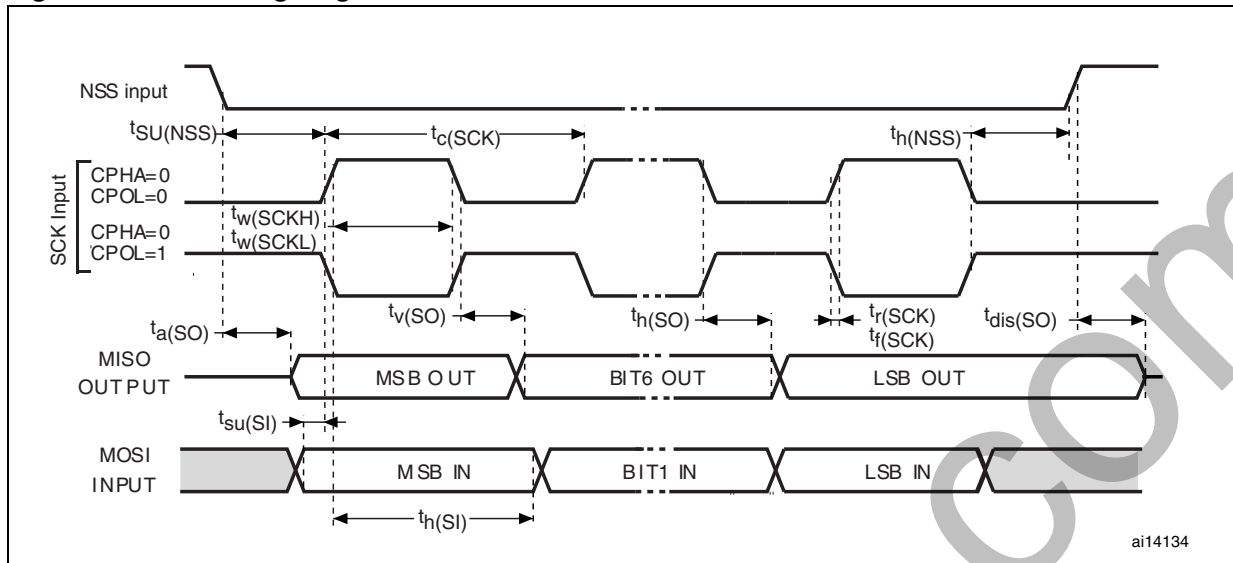 NSS input
tSU(NSS)
tc(SCK)
th(NSS)
SCK Input
CPHA=0
CPOL=0
tw(SCKH)
tw(SCKL)
CPHA=0
CPOL=1
ta(SO)
tv(SO)
th(SO)
tr(SCK)
tf(SCK)
tdis(SO)
MISO
OUTPUT
MSB OUT
BIT6 OUT
LSB OUT
tsu(SI)
MOSI
INPUT
MSB IN
BIT1 IN
LSB IN
th(SI)
ai14134
com